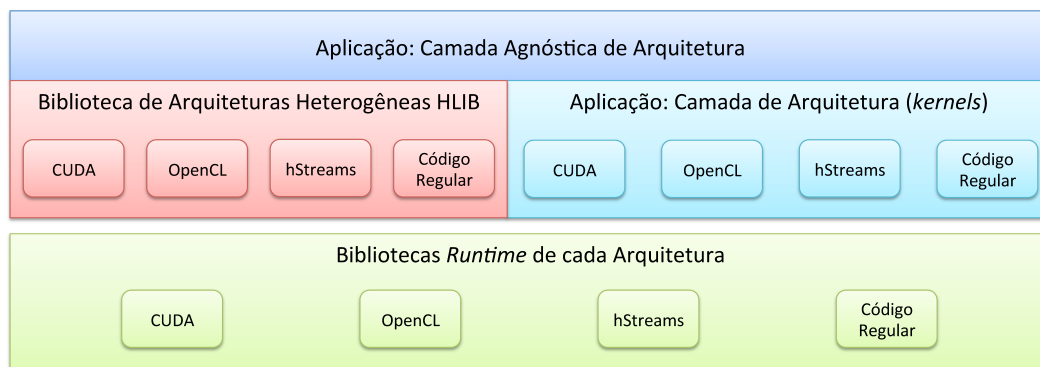 Aplicação: Camada Agnóstica de Arquitetura
Biblioteca de Arquiteturas Heterogêneas HLIB
CUDA
OpenCL
hStreams
Código
Regular
Aplicação: Camada de Arquitetura (kernels)
CUDA
OpenCL
hStreams
Código
Regular
Bibliotecas Runtime de cada Arquitetura
CUDA
OpenCL
hStreams
Código
Regular